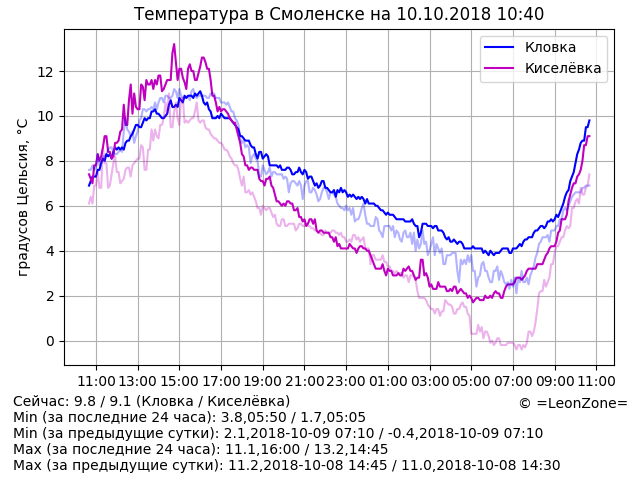 Температура в Смоленске на 10.10.2018 10:40
Кловка
Киселёвка
градусов Цельсия, °C
12
10
8
6
4
2
0
11:00 13:00 15:00 17:00 19:00 21:00 23:00 01:00 03:00 05:00 07:00 09:00 11:00
Сейчас: 9.8 / 9.1 (Кловка / Киселёвка)
© =LeonZone=
Min (за последние 24 часа): 3.8,05:50 / 1.7,05:05
Min (за предыдущие сутки): 2.1,2018-10-09 07:10 / -0.4,2018-10-09 07:10
Max (за последние 24 часа): 11.1,16:00 / 13.2,14:45
Max (за предыдущие сутки): 11.2,2018-10-08 14:45 / 11.0,2018-10-08 14:30